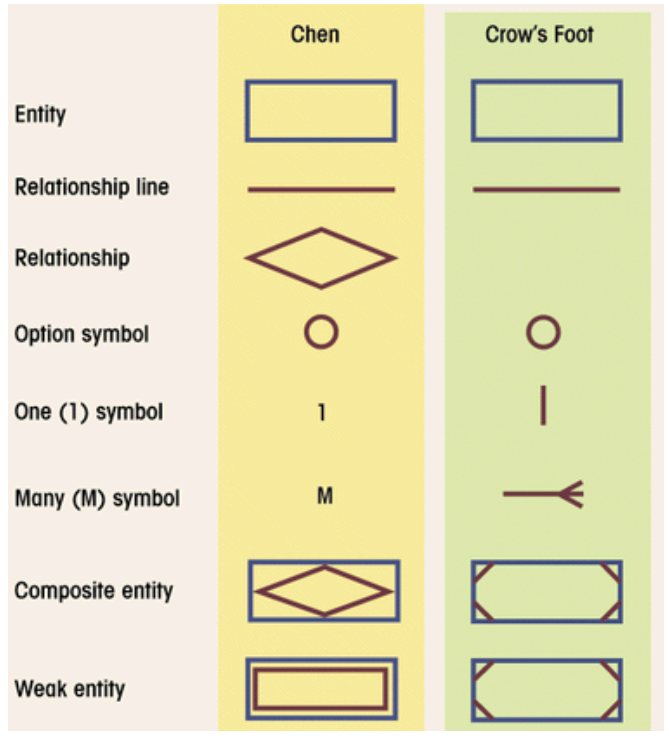 Chen Crow's Foot
Entity
Relationship line
Relationship
Option symbol
One (1) symbol 1
Many (M) symbol M
Composite entity
Weak entity